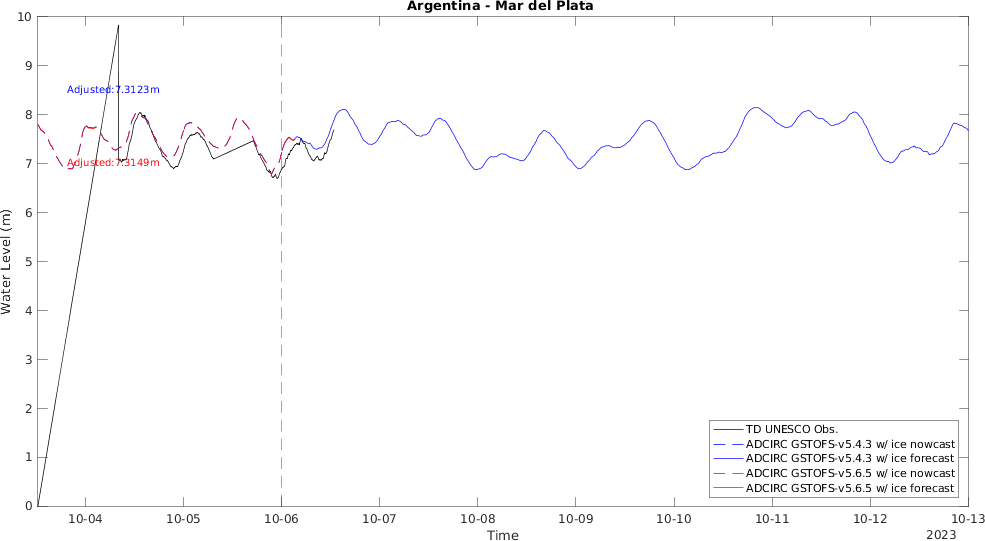 Argentina - Mar del Plata
10
9
8
7
6
5
4
3
2
1
0
Water Level (m)
Adjusted:7.3123m
Adjusted:7.3149m
TD UNESCO Obs.
ADCIRC GSTOFS-v5.4.3 w/ ice nowcast
ADCIRC GSTOFS-v5.4.3 w/ ice forecast
ADCIRC GSTOFS-v5.6.5 w/ ice nowcast
ADCIRC GSTOFS-v5.6.5 w/ ice forecast
10-04 10-05 10-06 10-07 10-08 10-09 10-10 10-11 10-12 10-13
Time
2023